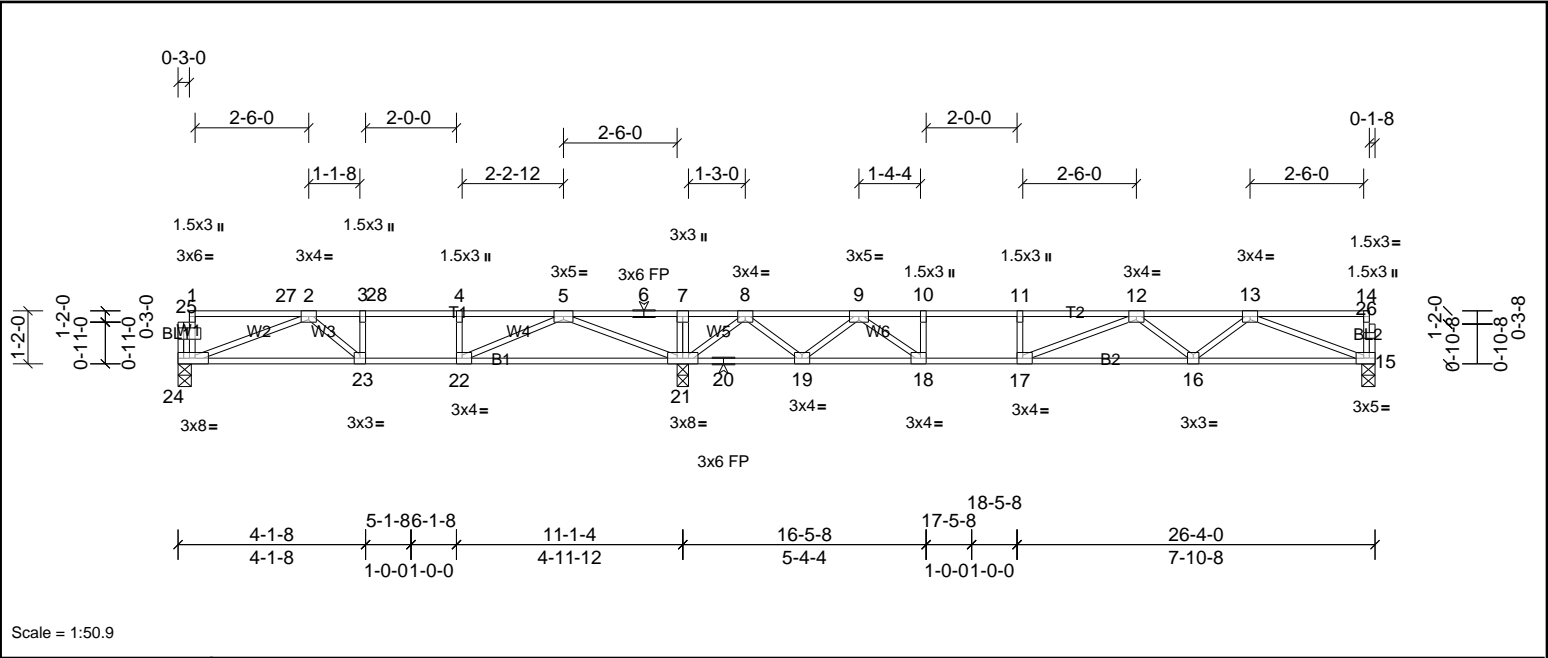 0-3-0
2-6-0 2-0-0 2-6-0 2-0-0 0-1-8
1-1-8 2-2-12 1-3-0 1-4-4 2-6-0 2-6-0
1.5x3 II 1.5x3 II 3x3 II
3x6= 3x4= 1.5x3 II 3x4= 3x5= 1.5x3 II 3x4= 3x4= 1.5x3=
3x5= 3x6 FP 1.5x3 II 1.5x3 II
1 27 2 3 28 4 5 6 7 8 9 10 11 12 13 14
25 T1 T2 26
W1 W2 W3 W4 W5 W6 BL2
B1 B2 15
24 23 22 21 20 19 18 17 16
3x8= 3x3= 3x4= 3x8= 3x4= 3x4= 3x4= 3x3= 3x5=
3x6 FP
1-2-0
1-2-0
0-11-0
0-11-0
0-3-0
1-2-0
0-10-8
0-10-8
0-3-8
18-5-8
5-1-8 6-1-8 17-5-8
4-1-8 11-1-4 16-5-8 26-4-0
4-1-8 4-11-12 5-4-4 7-10-8
1-0-0 1-0-0 1-0-0 1-0-0
Scale = 1:50.9